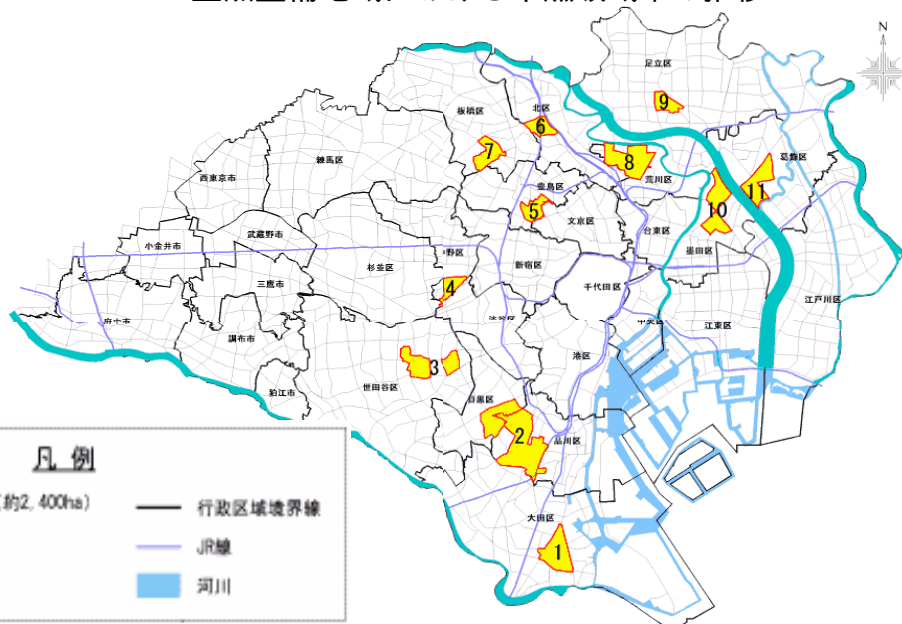 N
足立区
9
板橋区
北区
6
7
8
荒川区
葛飾区
練馬区
西東京市
豊島区
5
文京区
10
11
台東区
武蔵野市
小金井市
墨田区
杉並区
新宿区
三鷹市
4
千代田区
江戸川区
江東区
調布市
港区
3
世田谷区
狛江市
目黒区
2
品川区
大田区
1
凡 例
約2,400ha)
行政区域境界線
JR線
河川